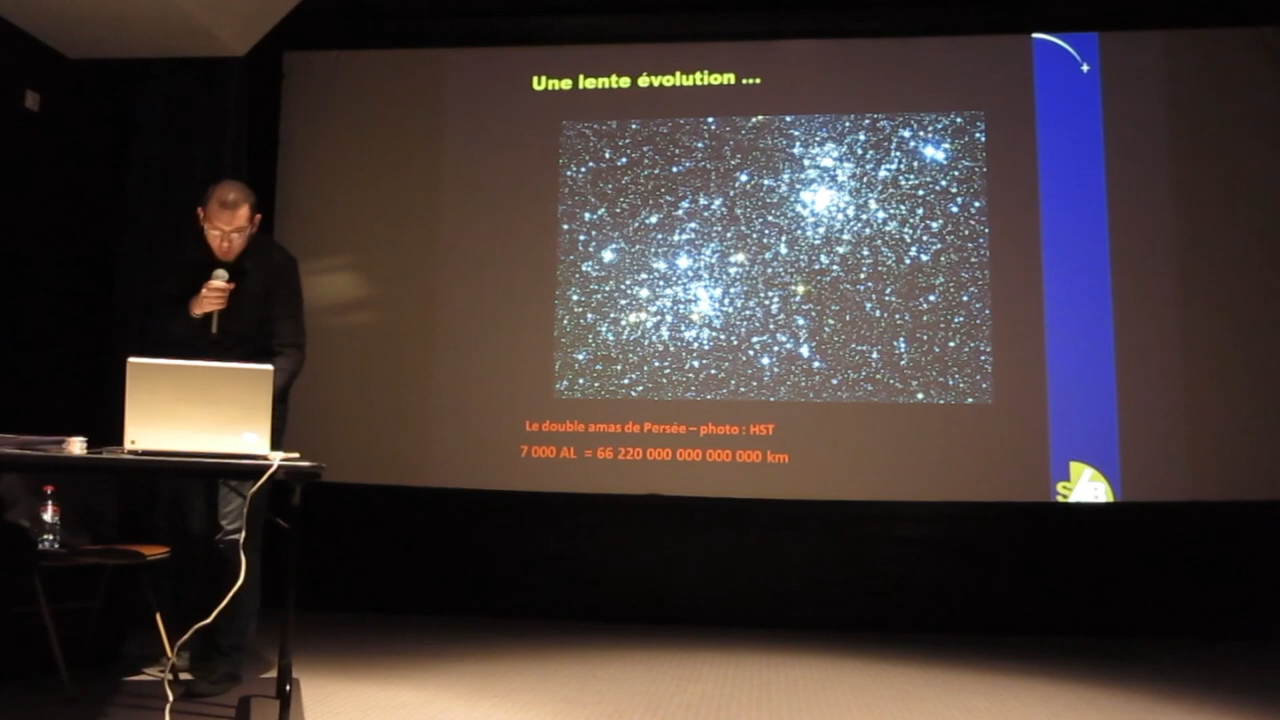 Une lente évolution ...
Le double amas de Persée – photo : HST
7 000 AL = 66 220 000 000 000 000 km
SAB